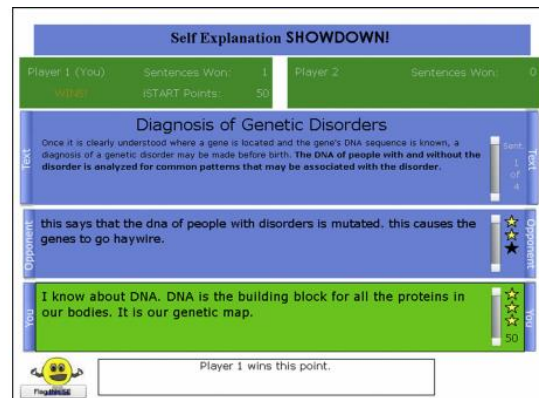 Self Explanation SHOWDOWN!
Player 1 (You) Sentences Won: 1
WINS! iSTART Points: 50
Player 2 Sentences Won: 0
Diagnosis of Genetic Disorders
Once it is clearly understood where a gene is located and the gene's DNA sequence is known, a
diagnosis of a genetic disorder may be made before birth. The DNA of people with and without the
disorder is analyzed for common patterns that may be associated with the disorder.
Text
Sent.
1
of
4
Text
Opponent
this says that the dna of people with disorders is mutated. this causes the
genes to go haywire.
Opponent
You
I know about DNA. DNA is the building block for all the proteins in
our bodies. It is our genetic map.
50
You
Player 1 wins this point.